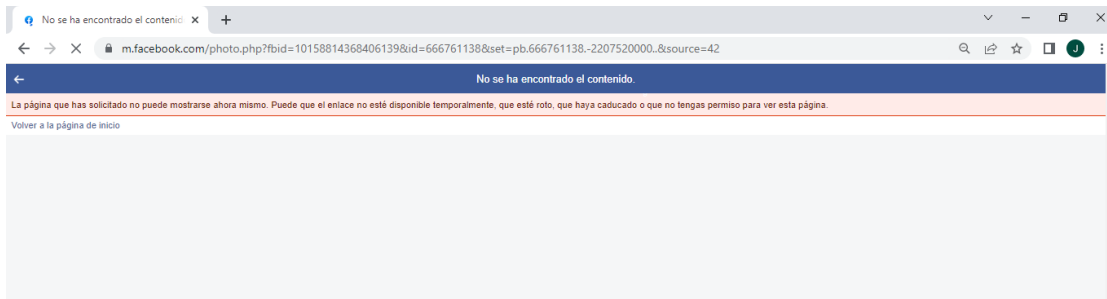 No se ha encontrado el contenid
m.facebook.com/photo.php?fbid=10158814368406139&id=666761138&set=pb.666761138.-2207520000..&source=42
J
No se ha encontrado el contenido.
La página que has solicitado no puede mostrarse ahora mismo. Puede que el enlace no esté disponible temporalmente, que esté roto, que haya caducado o que no tengas permiso para ver esta página.
Volver a la página de inicio